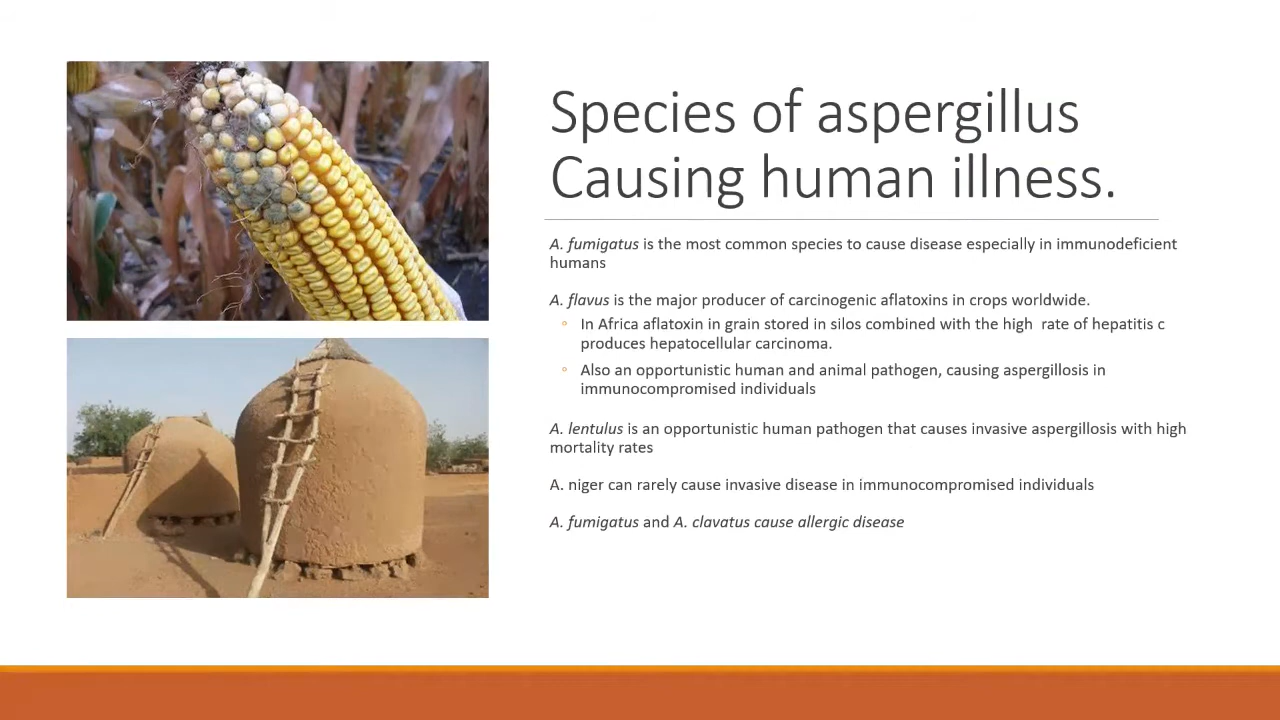 Species of aspergillus
Causing human illness.
A. fumigatus is the most common species to cause disease especially in immunodeficient
humans
A. flavus is the major producer of carcinogenic aflatoxins in crops worldwide.
In Africa aflatoxin in grain stored in silos combined with the high  rate of hepatitis c
produces hepatocellular carcinoma.
Also an opportunistic human and animal pathogen, causing aspergillosis in
immunocompromised individuals
A. lentulus is an opportunistic human pathogen that causes invasive aspergillosis with high
mortality rates
A. niger can rarely cause invasive disease in immunocompromised individuals
A. fumigatus and A. clavatus cause allergic disease